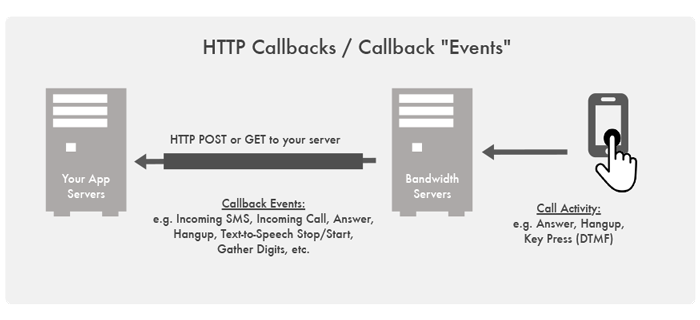 HTTP Callbacks / Callback "Events"
HTTP POST or GET to your server
Your App
Servers
Bandwidth
Servers
Callback Events:
e.g. Incoming SMS, Incoming Call, Answer,
Hangup, Text-to-Speech Stop/Start,
Gather Digits, etc.
Call Activity:
e.g. Answer, Hangup,
Key Press (DTMF)